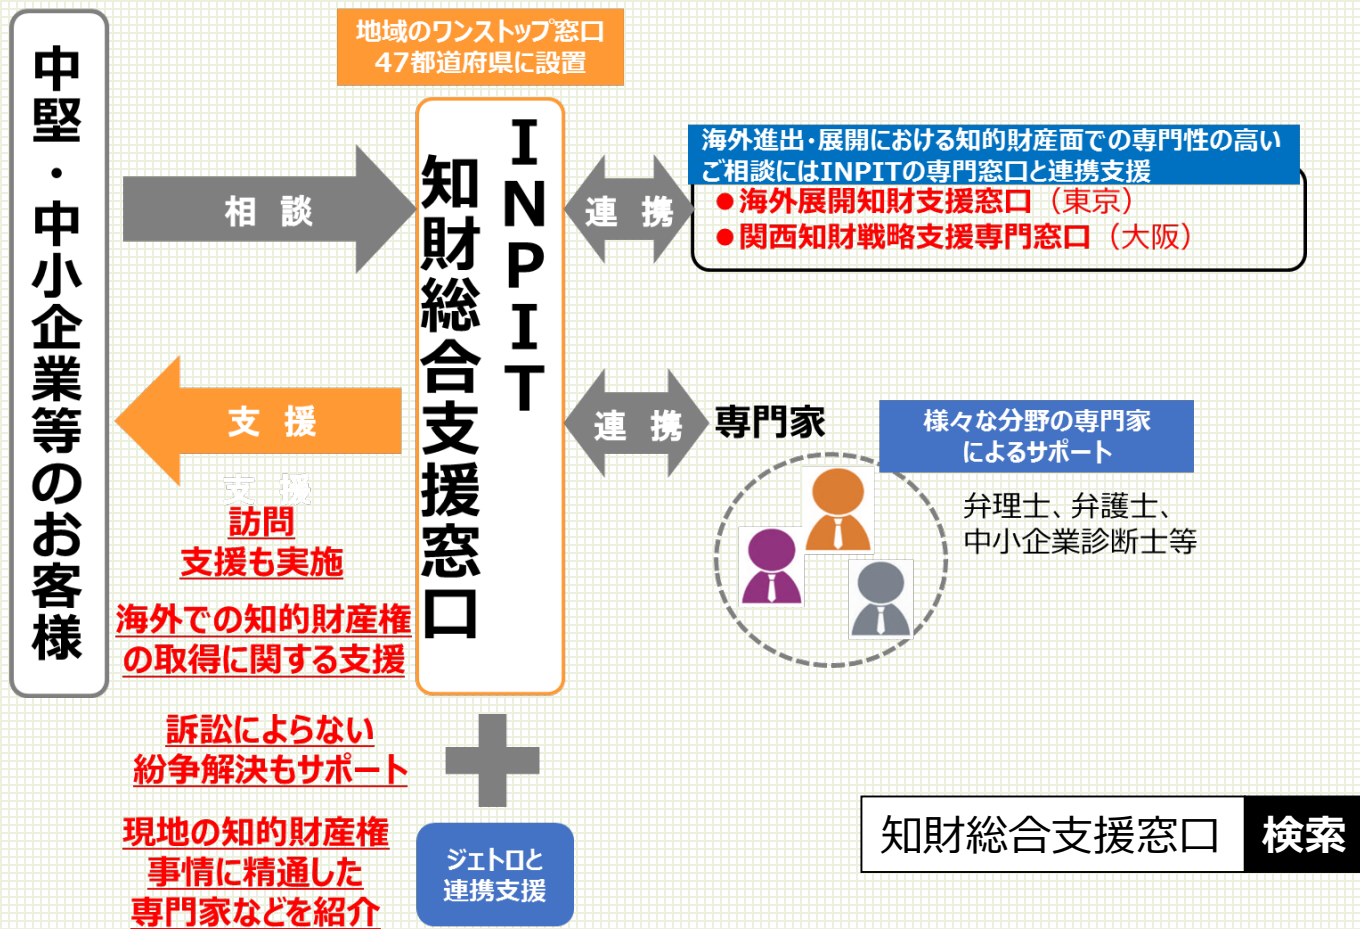 中堅・中小企業等のお客様
地域のワンストップ窓口
47都道府県に設置
INPIT
知財総合支援窓口
相 談
連 携
海外進出・展開における知的財産面での専門性の高い
ご相談にはINPITの専門窓口と連携支援
●海外展開知財支援窓口（東京）
●関西知財戦略支援専門窓口（大阪）
支 援
支 援
訪問
支援も実施
海外での知的財産権
の取得に関する支援
訴訟によらない
紛争解決もサポート
現地の知的財産権
事情に精通した
専門家などを紹介
連 携
専門家
様々な分野の専門家
によるサポート
弁理士、弁護士、
中小企業診断士等
ジェトロと
連携支援
知財総合支援窓口 検索